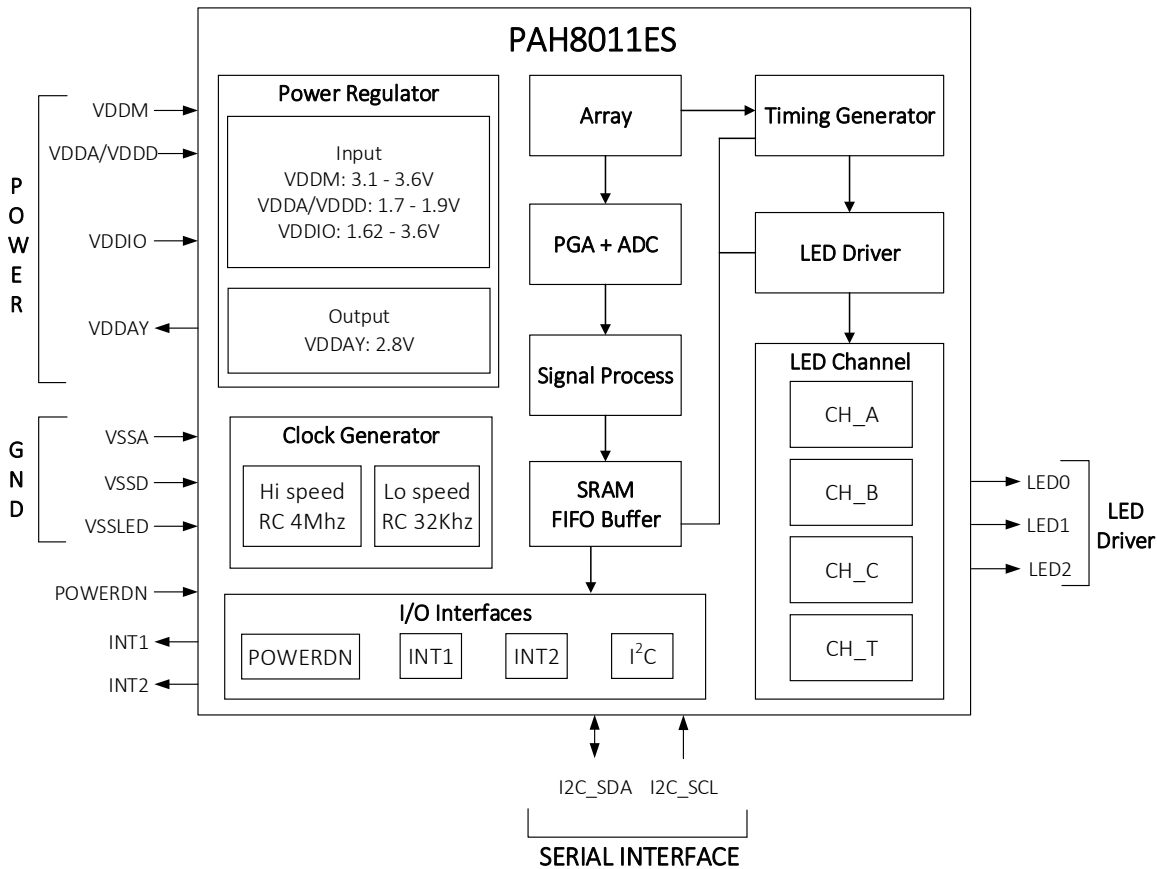 PAH8011ES
POWER
VDDM
VDDA/VDDD
VDDIO
VDDAY
GND
VSSA
VSSD
VSSLED
POWERDN
INT1
INT2
Power Regulator
Input
VDDM: 3.1 - 3.6V
VDDA/VDDD: 1.7 - 1.9V
VDDIO: 1.62 - 3.6V
Output
VDDAY: 2.8V
Clock Generator
Hi speed
RC 4Mhz
Lo speed
RC 32Khz
Array
PGA + ADC
Signal Process
SRAM
FIFO Buffer
I/O Interfaces
POWERDN
INT1
INT2
I²C
Timing Generator
LED Driver
LED Channel
CH_A
CH_B
CH_C
CH_T
LED0
LED1
LED2
LED
Driver
I2C_SDA
I2C_SCL
SERIAL INTERFACE